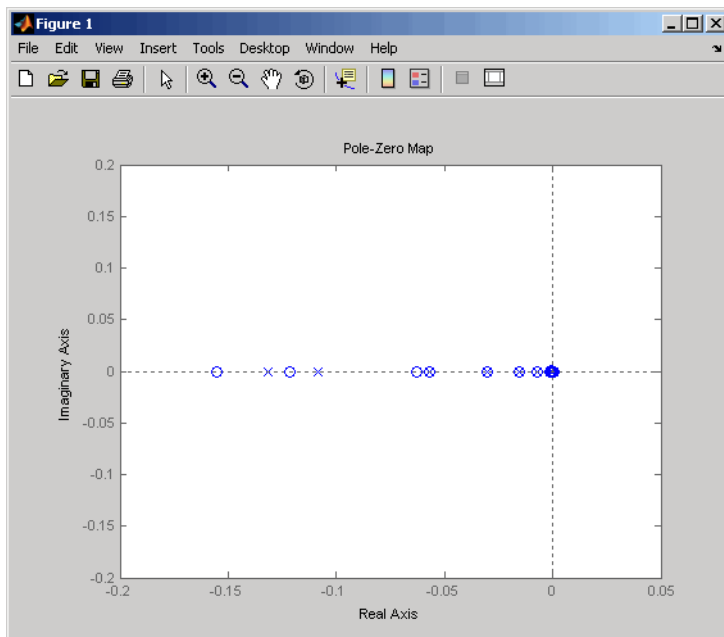 Figure 1
File Edit View Insert Tools Desktop Window Help
Pole-Zero Map
0.2
0.15
0.1
0.05
0
-0.05
-0.1
-0.15
-0.2
Imaginary Axis
-0.2 -0.15 -0.1 -0.05 0 0.05
Real Axis